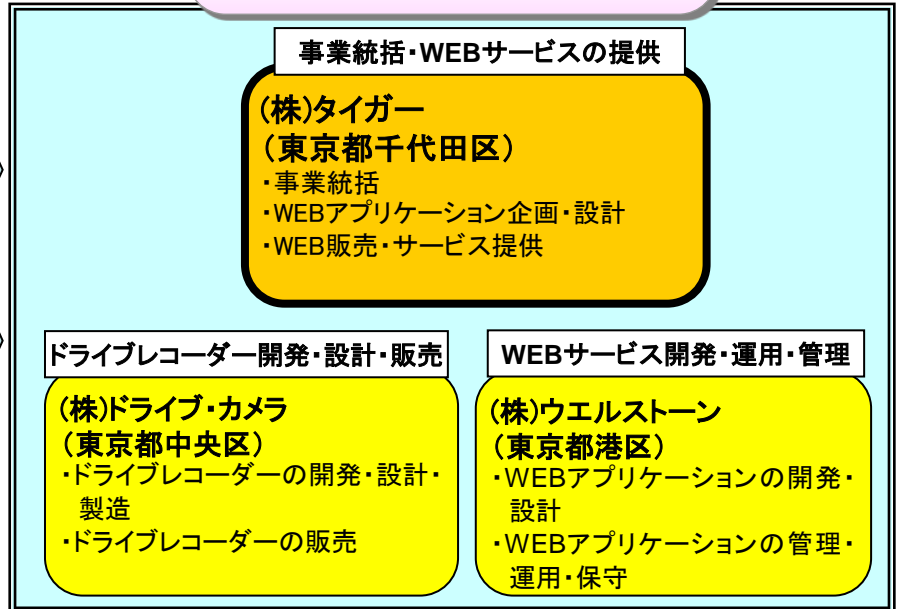 事業統括・WEBサービスの提供
(株)タイガー
(東京都千代田区)
・事業統括
・WEBアプリケーション企画・設計
・WEB販売・サービス提供
ドライブレコーダー開発・設計・販売
(株)ドライブ・カメラ
(東京都中央区)
・ドライブレコーダーの開発・設計・
製造
・ドライブレコーダーの販売
WEBサービス開発・運用・管理
(株)ウエルストーン
(東京都港区)
・WEBアプリケーションの開発・
設計
・WEBアプリケーションの管理・
運用・保守